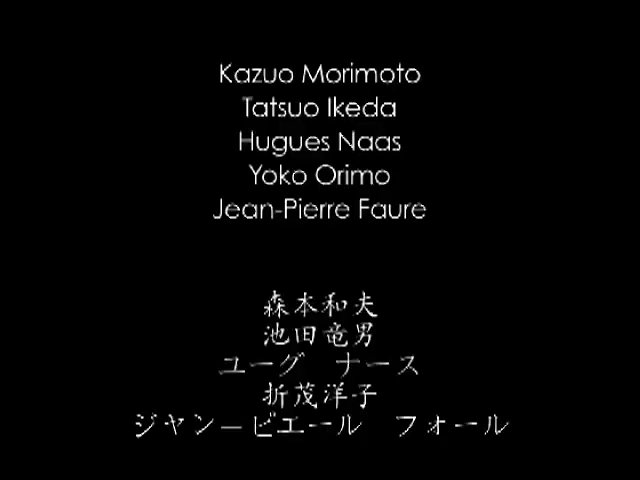 Kazuo Morimoto
Tatsuo Ikeda
Hugues Naas
Yoko Orimo
Jean-Pierre Faure
森本和夫
池田竜男
ユーグ　ナース
折茂洋子
ジャン－ピエール　フォール